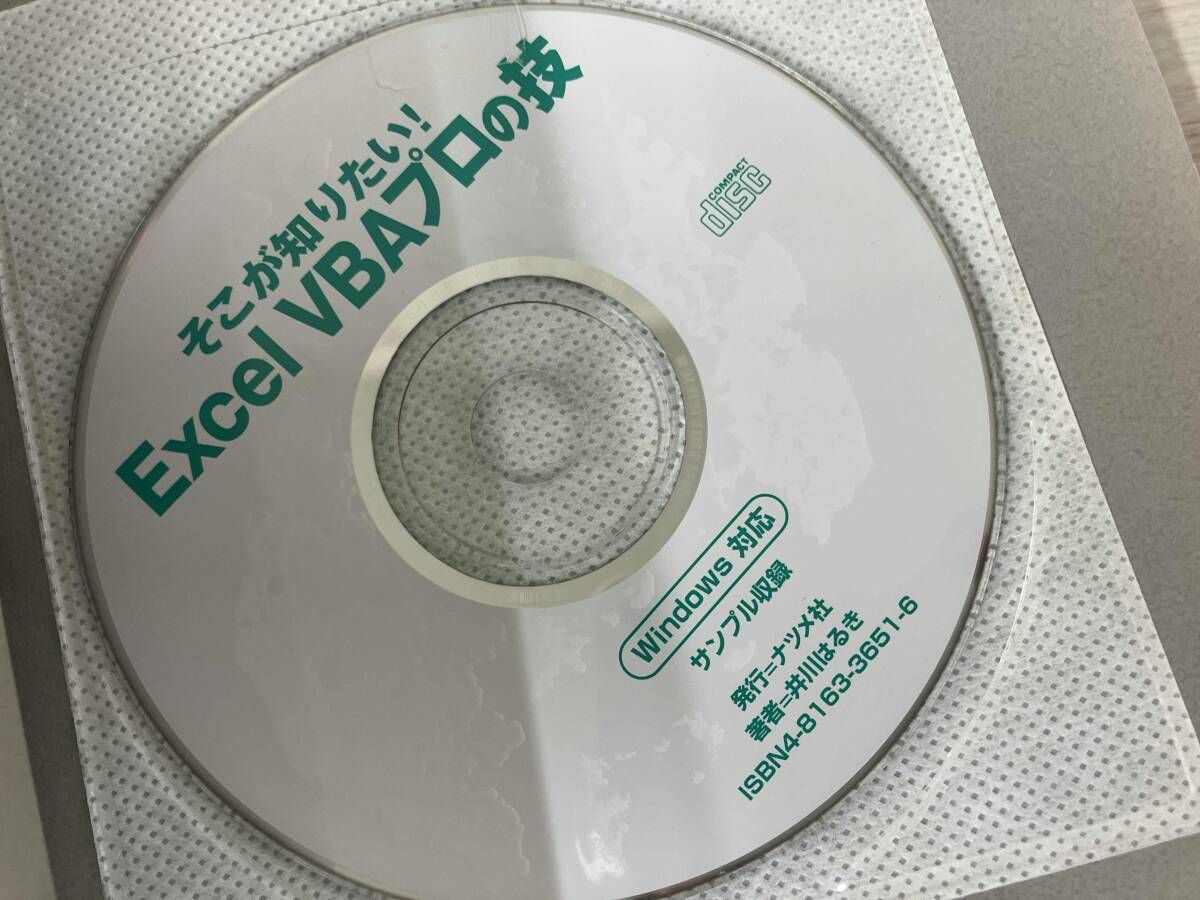 そこが知りたい!
Excel VBAプロの技
COMPACT
disc
Windows 対応
サンプル収録
発行=ナツメ社
著者=井川はるき
ISBN4-8163-3651-6